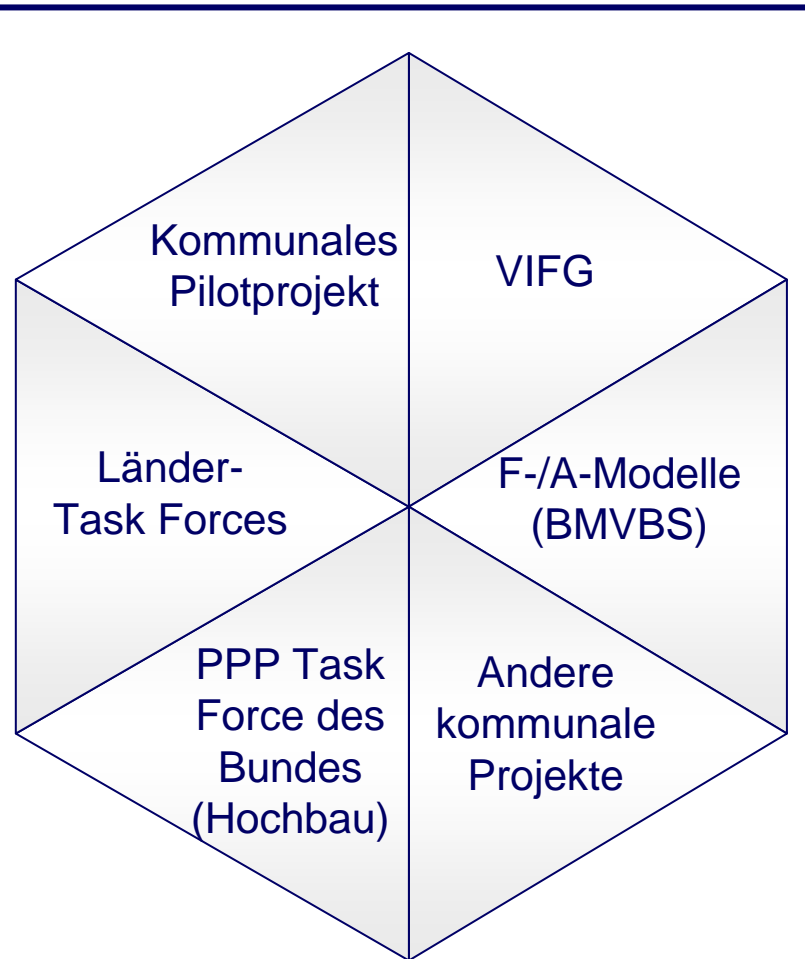 Kommunales
Pilotprojekt
VIFG
Länder-
Task Forces
F-/A-Modelle
(BMVBS)
PPP Task
Force des
Bundes
(Hochbau)
Andere
kommunale
Projekte